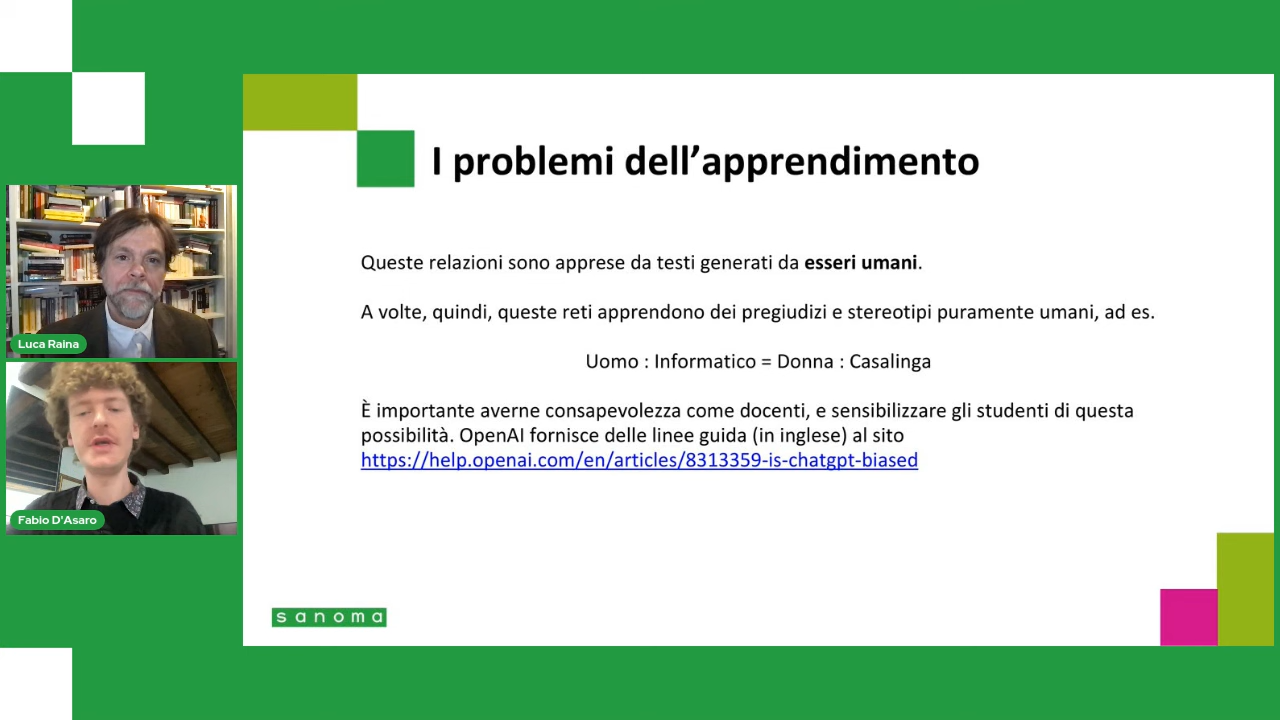 I problemi dell’apprendimento
Queste relazioni sono apprese da testi generati da esseri umani.
A volte, quindi, queste reti apprendono dei pregiudizi e stereotipi puramente umani, ad es.
Uomo : Informatico = Donna : Casalinga
È importante averne consapevolezza come docenti, e sensibilizzare gli studenti di questa
possibilità. OpenAI fornisce delle linee guida (in inglese) al sito
https://help.openai.com/en/articles/8313359-is-chatgpt-biased
Luca Raina
Fabio D'Asaro
sanoma